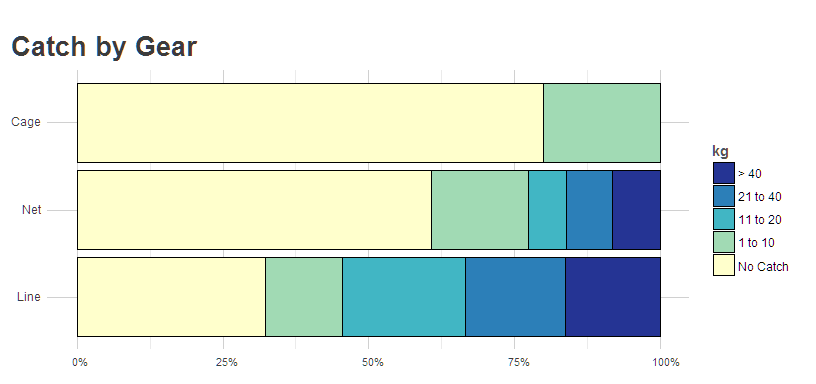 Catch by Gear
Cage
Net
Line
0%
25%
50%
75%
100%
kg
> 40
21 to 40
11 to 20
1 to 10
No Catch